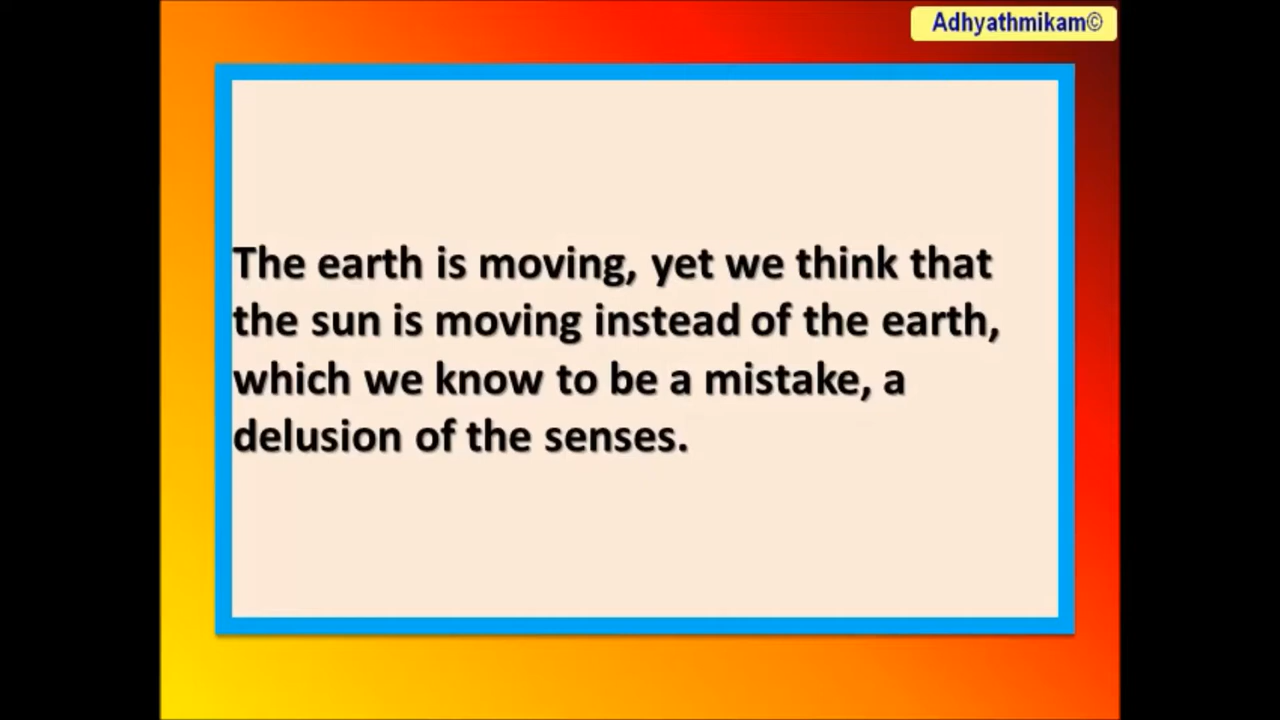 Adhyathmikam©
The earth is moving, yet we think that
the sun is moving instead of the earth,
which we know to be a mistake, a
delusion of the senses.